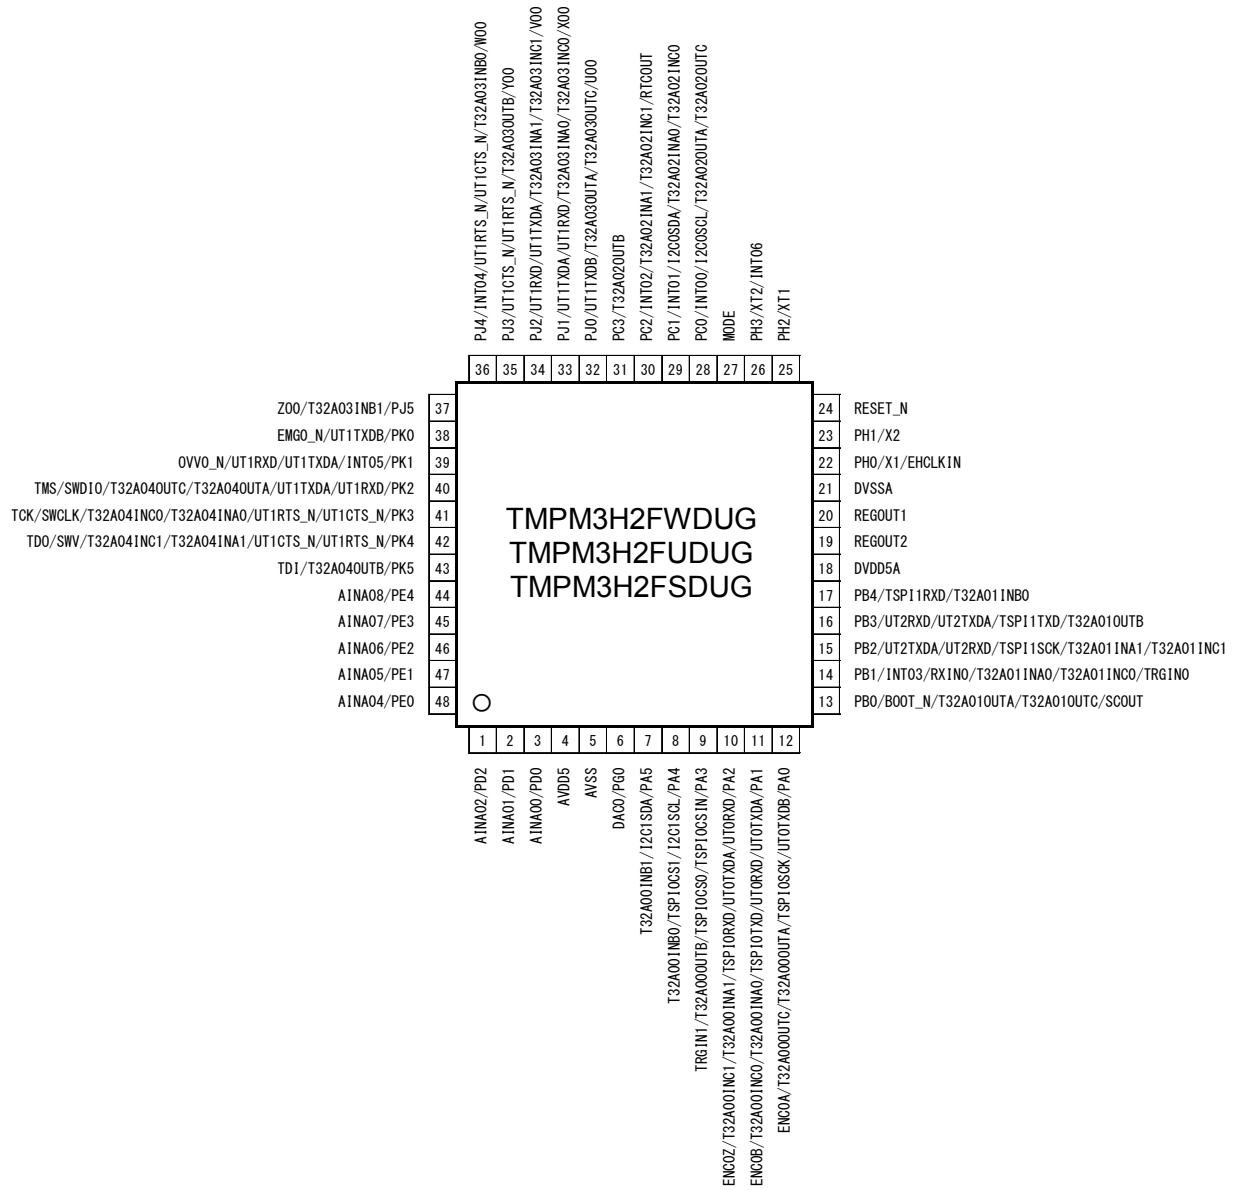 PJ4/INT04/UT1RTS_N/UT1CTS_N/T32A03INB0/WO0
PJ3/UT1CTS_N/UT1RTS_N/T32A03OUTB/YO0
PJ2/UT1RXD/UT1TXDA/T32A03INA1/T32A03INC1/VO0
PJ1/UT1TXDA/UT1RXD/T32A03INA0/T32A03INC0/XO0
PJ0/UT1TXDB/T32A03OUTA/T32A03OUTC/UO0
PC3/T32A02OUTB
PC2/INT02/T32A02INA1/T32A02INC1/RTCOUT
PC1/INT01/I2C0SDA/T32A02INA0/T32A02INC0
PC0/INT00/I2C0SCL/T32A02OUTA/T32A02OUTC
MODE
PH3/XT2/INT06
PH2/XT1
36 35 34 33 32 31 30 29 28 27 26 25
ZO0/T32A03INB1/PJ5 37
EMG0_N/UT1TXDB/PK0 38
OVV0_N/UT1RXD/UT1TXDA/INT05/PK1 39
TMS/SWDIO/T32A04OUTC/T32A04OUTA/UT1TXDA/UT1RXD/PK2 40
TCK/SWCLK/T32A04INC0/T32A04INA0/UT1RTS_N/UT1CTS_N/PK3 41
TDO/SWV/T32A04INC1/T32A04INA1/UT1CTS_N/UT1RTS_N/PK4 42
TDI/T32A04OUTB/PK5 43
AINA08/PE4 44
AINA07/PE3 45
AINA06/PE2 46
AINA05/PE1 47
AINA04/PE0 48
TMPM3H2FWDUG
TMPM3H2FUDUG
TMPM3H2FSDUG
24 RESET_N
23 PH1/X2
22 PH0/X1/EHCLKIN
21 DVSSA
20 REGOUT1
19 REGOUT2
18 DVDD5A
17 PB4/TSPI1RXD/T32A01INB0
16 PB3/UT2RXD/UT2TXDA/TSPI1TXD/T32A01OUTB
15 PB2/UT2TXDA/UT2RXD/TSPI1SCK/T32A01INA1/T32A01INC1
14 PB1/INT03/RXIN0/T32A01INA0/T32A01INC0/TRGIN0
13 PB0/BOOT_N/T32A01OUTA/T32A01OUTC/SCOUT
1 2 3 4 5 6 7 8 9 10 11 12
AINA02/PD2
AINA01/PD1
AINA00/PD0
AVDD5
AVSS
DAC0/PG0
T32A00INB1/I2C1SDA/PA5
T32A00INB0/TSPI0CS1/I2C1SCL/PA4
TRGIN1/T32A00OUTB/TSPI0CS0/TSPI0CSIN/PA3
ENC0Z/T32A00INC1/T32A00INA1/TSPI0RXD/UT0TXDA/UT0RXD/PA2
ENC0B/T32A00INC0/T32A00INA0/TSPI0TXD/UT0RXD/UT0TXDA/PA1
ENC0A/T32A00OUTC/T32A00OUTA/TSPI0SCK/UT0TXDB/PA0